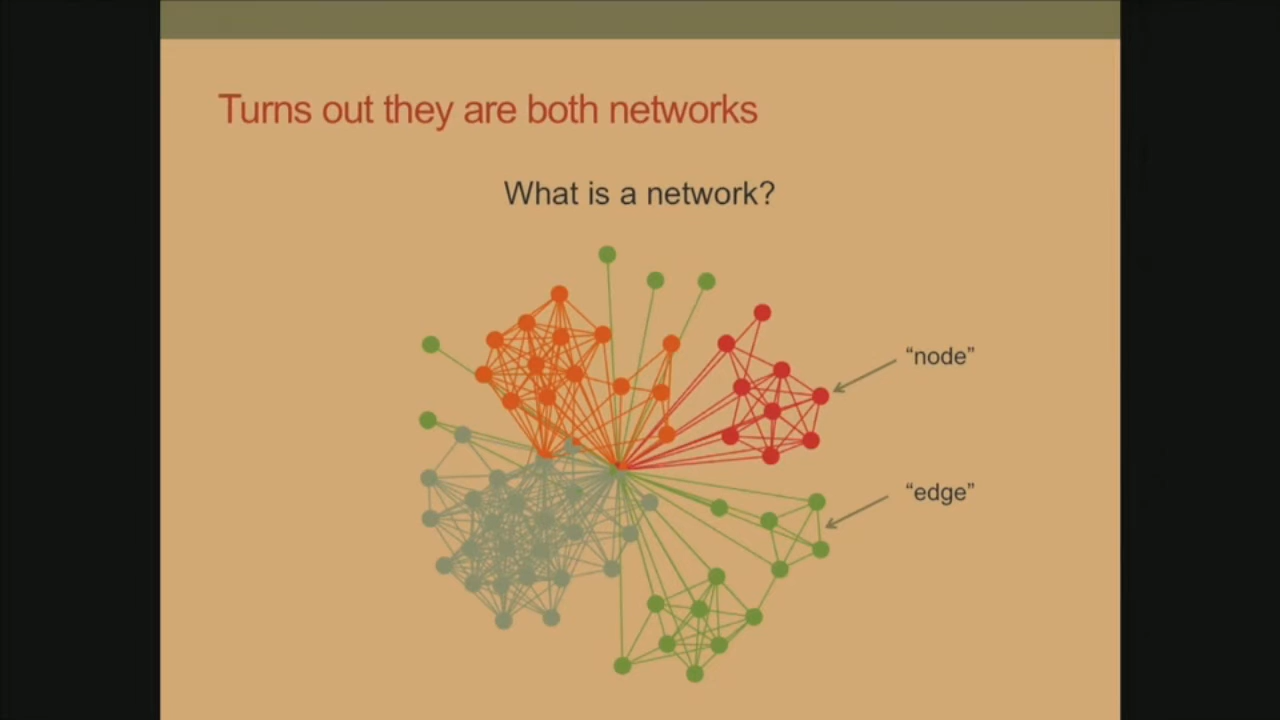 Turns out they are both networks
What is a network?
“node”
“edge”